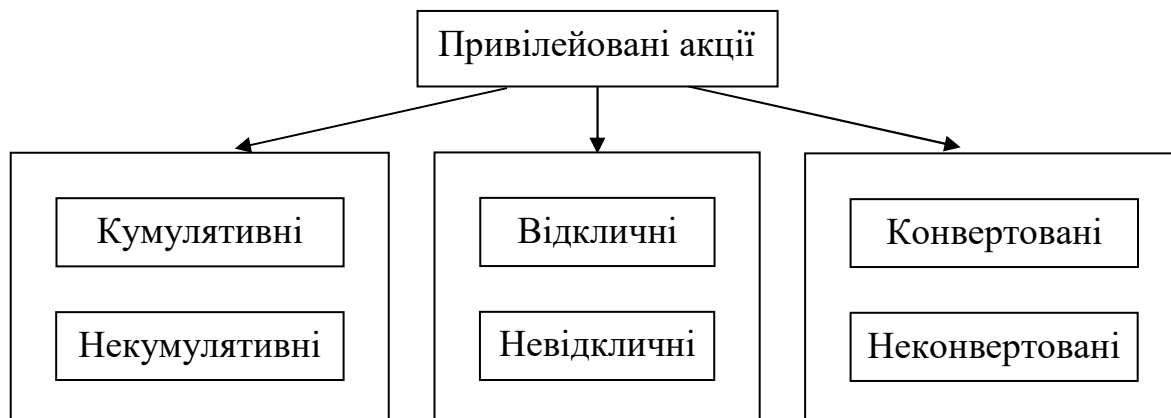 Привілейовані акції
Кумулятивні
Некумулятивні
Відкличні
Невідкличні
Конвертовані
Неконвертовані